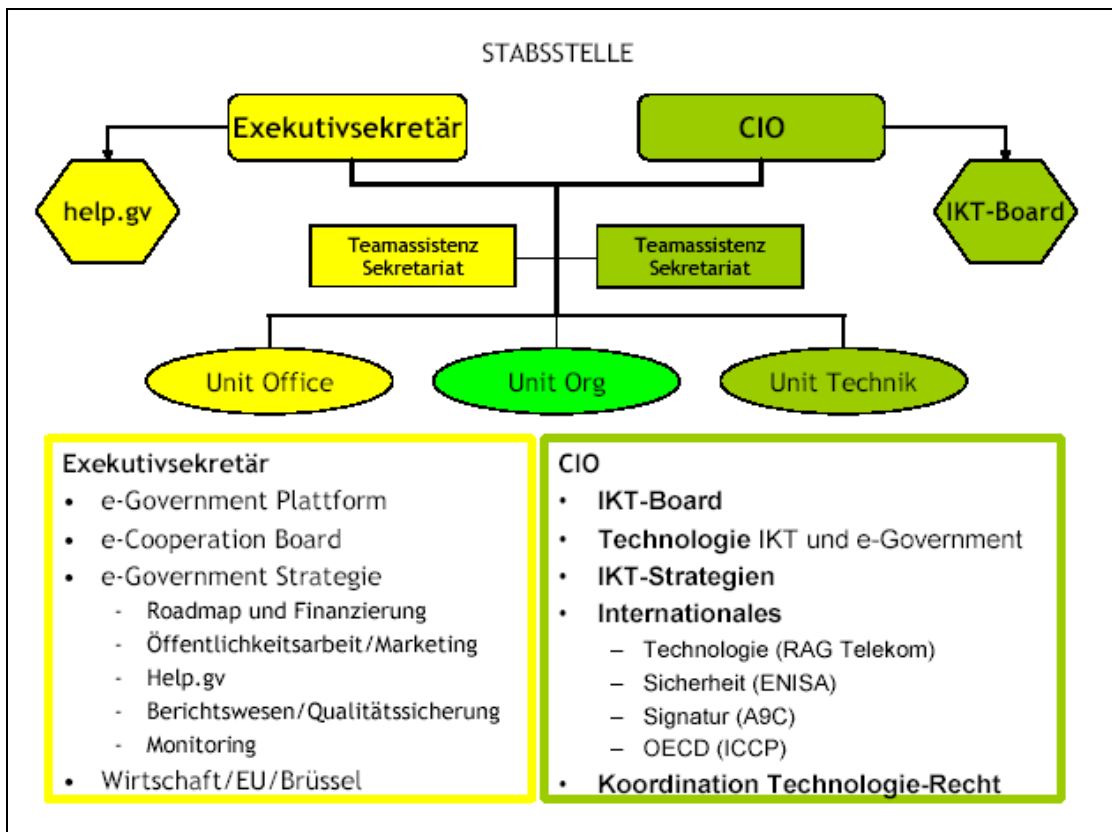 STABSSTELLE
Exekutivsekretär
CIO
help.gv
IKT-Board
Teamassistenz
Sekretariat
Teamassistenz
Sekretariat
Unit Office
Unit Org
Unit Technik
Exekutivsekretär
• e-Government Plattform
• e-Cooperation Board
• e-Government Strategie
- Roadmap und Finanzierung
- Öffentlichkeitsarbeit/Marketing
- Help.gv
- Berichtswesen/Qualitätssicherung
- Monitoring
• Wirtschaft/EU/Brüssel
CIO
• IKT-Board
• Technologie IKT und e-Government
• IKT-Strategien
• Internationales
– Technologie (RAG Telekom)
– Sicherheit (ENISA)
– Signatur (A9C)
– OECD (ICCP)
• Koordination Technologie-Recht